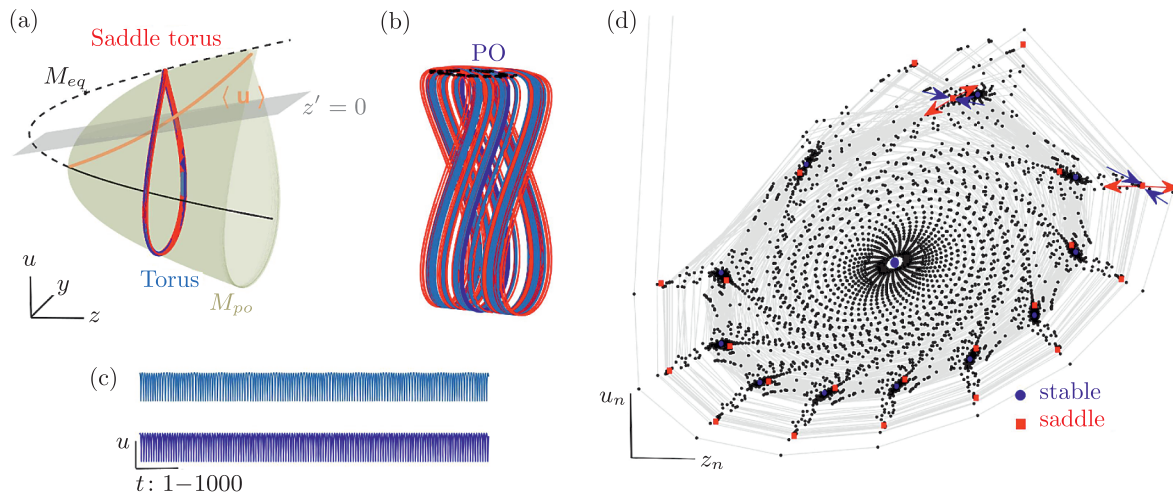 (a)
Saddle torus
M_eq
⟨ u ⟩
z′ = 0
u
y
z
Torus
M_po
(b)
PO
(c)
u
t: 1−1000
(d)
u_n
z_n
stable
saddle